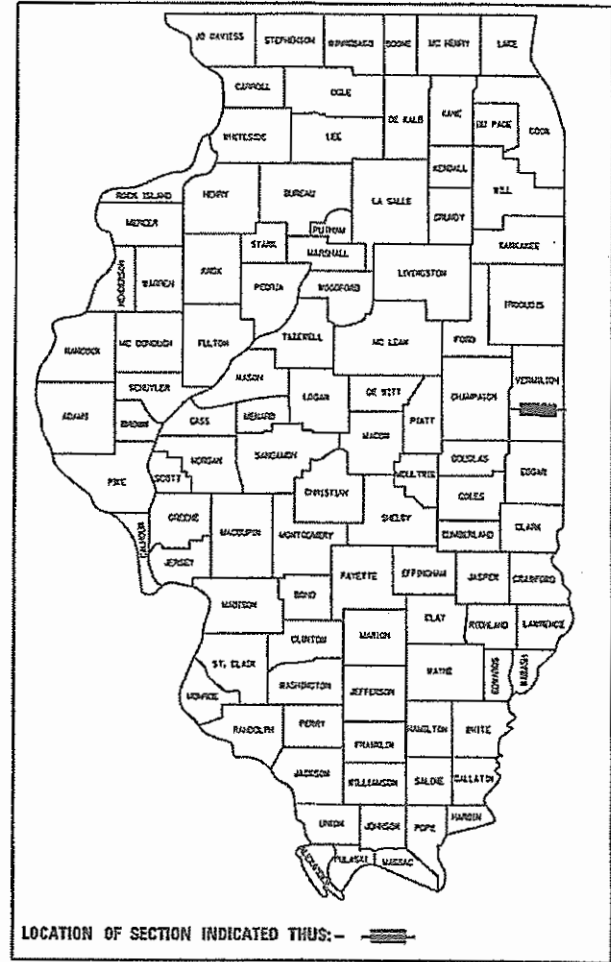 JO DAVIESS STEPHENSON WINNEBAGO BOONE MC HENRY LAKE
CARROLL OGLE DE KALB KANE DU PAGE COOK
WHITESIDE LEE KENDALL WILL
ROCK ISLAND HENRY BUREAU LA SALLE GRUNDY
MERCER STARK PUTNAM MARSHALL KANKAKEE
HENDERSON WARREN KNOX PEORIA WOODFORD LIVINGSTON IROQUOIS
HANCOCK MC DONOUGH FULTON TAZEWELL MC LEAN FORD
SCHUYLER MASON LOGAN DE WITT CHAMPAIGN VERMILION
ADAMS BROWN CASS MENARD MACON PIATT
PIKE SCOTT MORGAN SANGAMON CHRISTIAN MOULTRIE DOUGLAS EDGAR
COLES
CALHOUN GREENE MACOUPIN MONTGOMERY SHELBY CUMBERLAND CLARK
JERSEY FAYETTE EFFINGHAM JASPER CRAWFORD
MADISON BOND CLAY RICHLAND LAWRENCE
CLINTON MARION
ST. CLAIR WAYNE EDWARDS WABASH
MONROE WASHINGTON JEFFERSON
RANDOLPH PERRY FRANKLIN HAMILTON WHITE
JACKSON WILLIAMSON SALINE GALLATIN
UNION JOHNSON POPE HARDIN
ALEXANDER PULASKI MASSAC
LOCATION OF SECTION INDICATED THUS:-